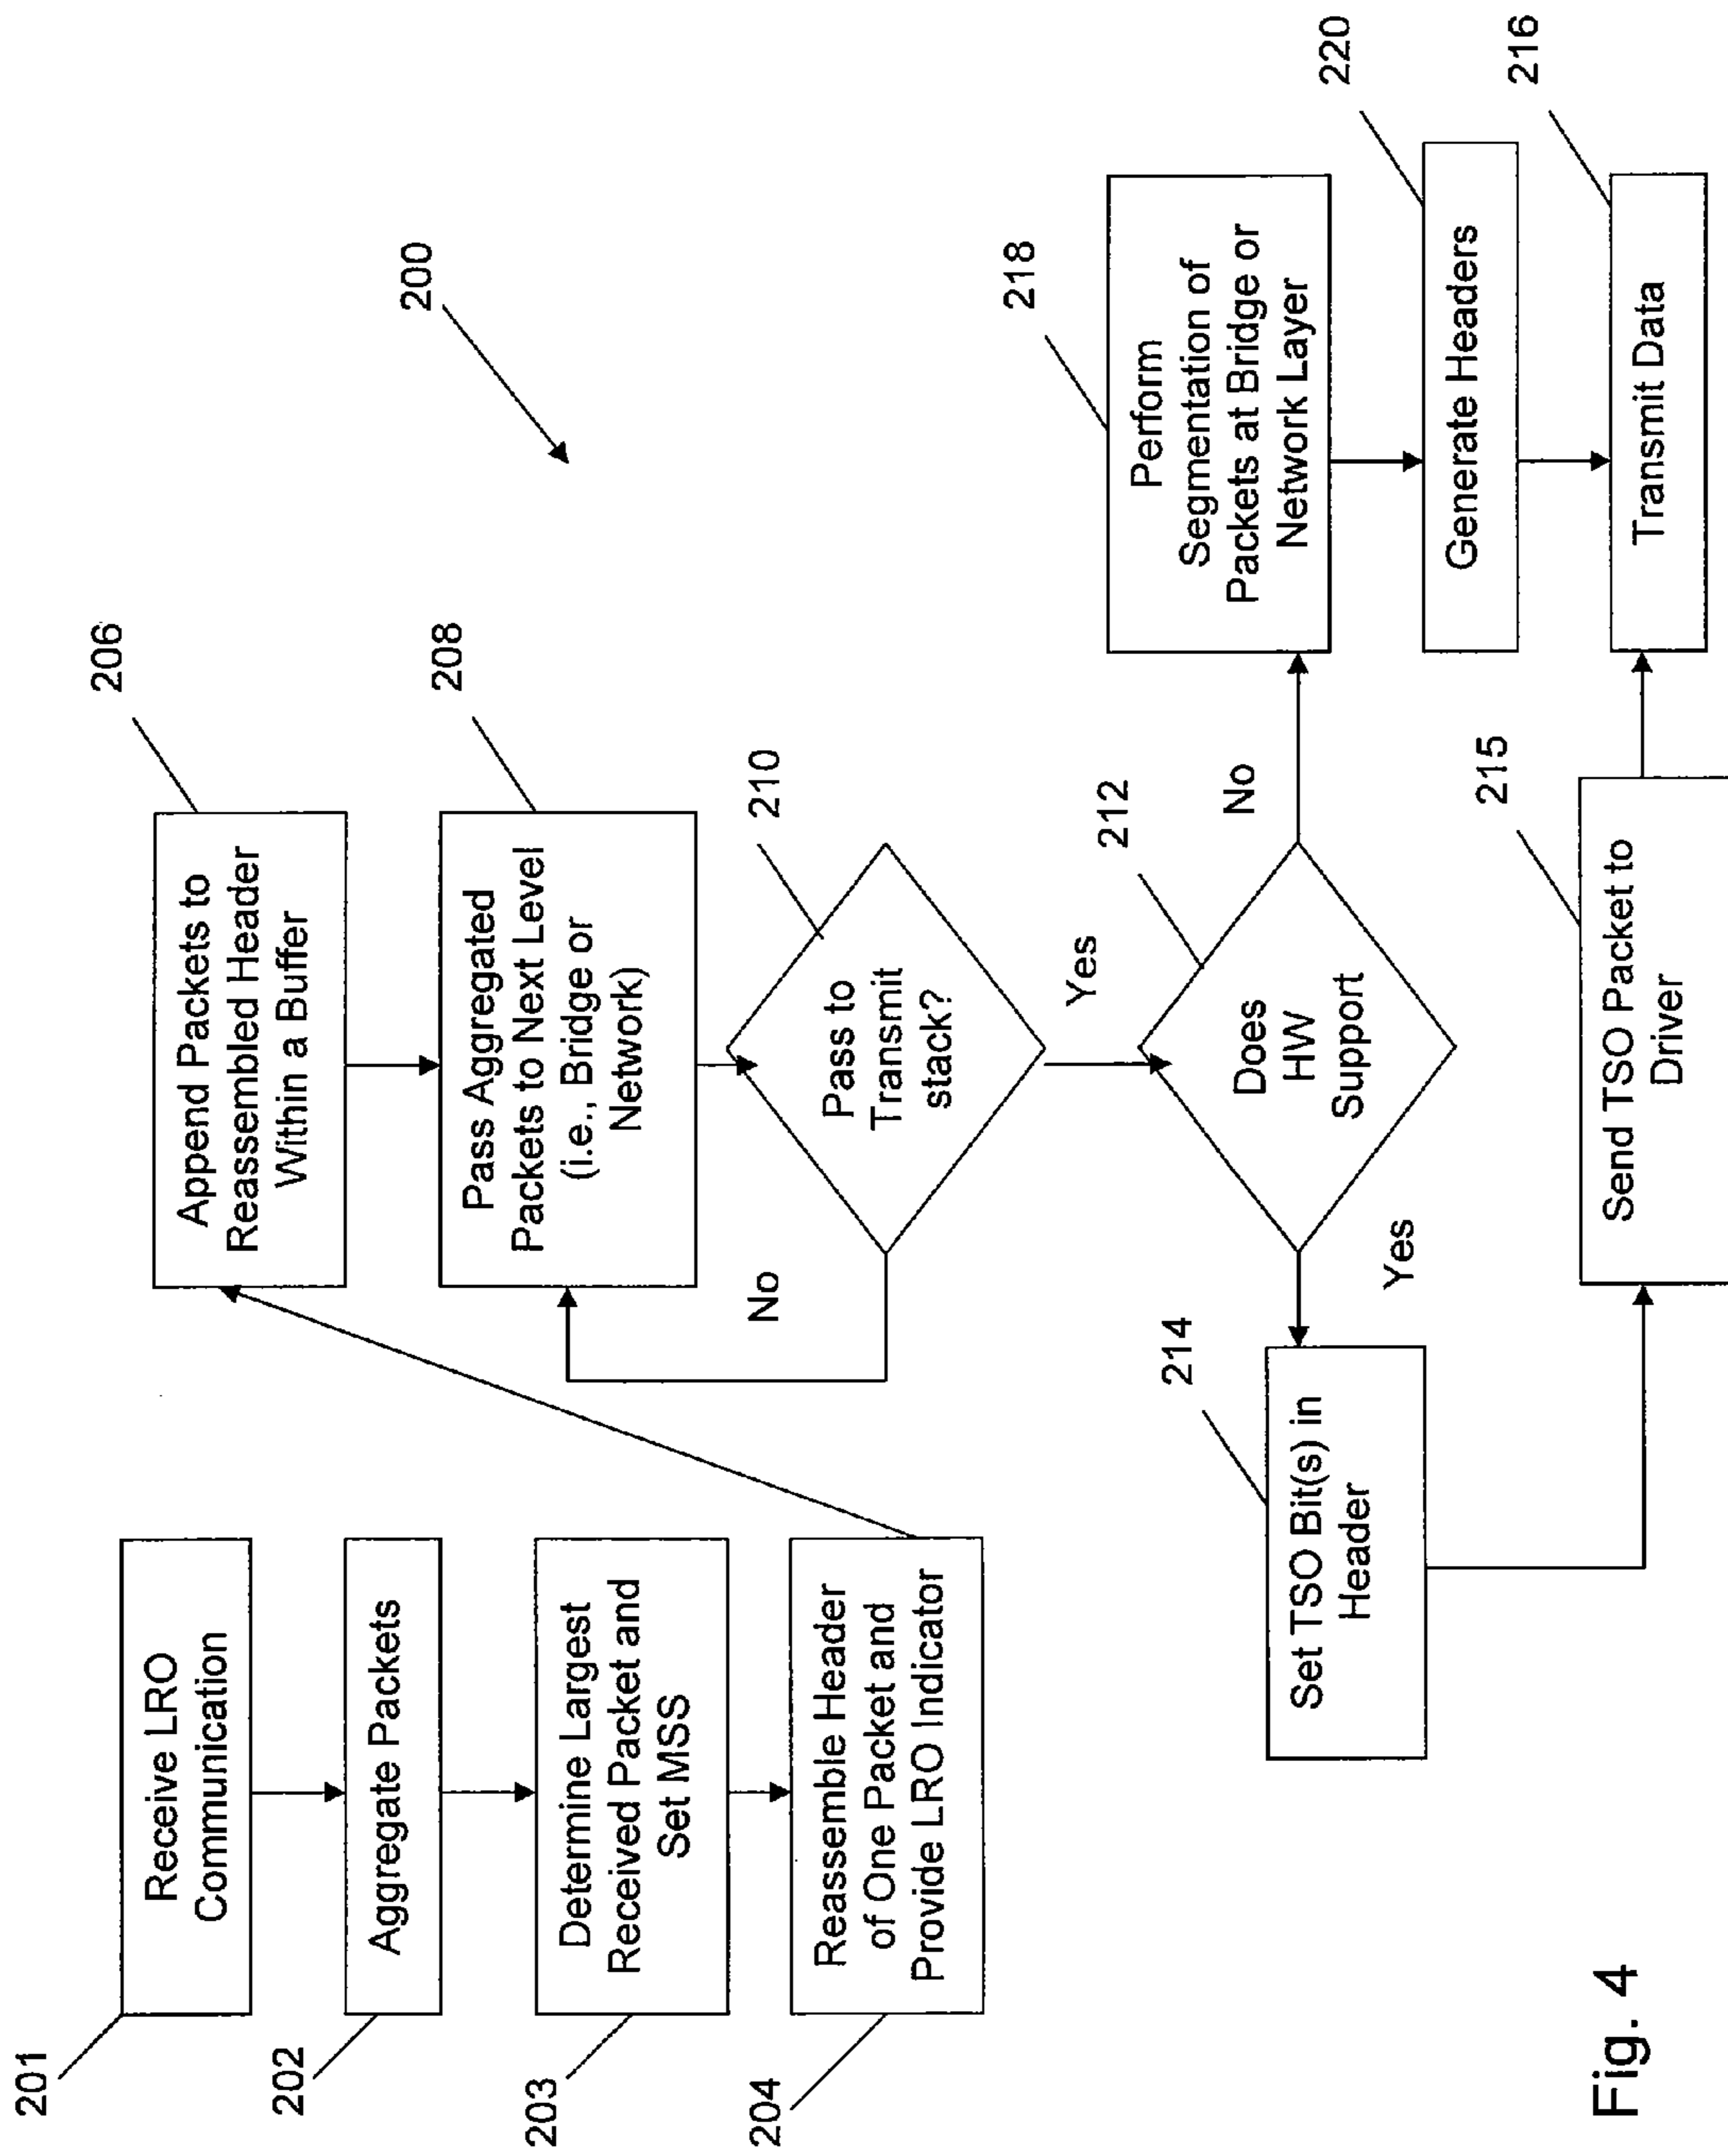 200
201
Receive LRO
Communication
202
Aggregate Packets
203
Determine Largest
Received Packet and
Set MSS
204
Reassemble Header
of One Packet and
Provide LRO Indicator
206
Append Packets to
Reassembled Header
Within a Buffer
208
Pass Aggregated
Packets to Next Level
(i.e., Bridge or
Network)
210
Pass to
Transmit
stack?
No
Yes
212
Does
HW
Support
Yes
No
214
Set TSO Bit(s) in
Header
215
Send TSO Packet to
Driver
218
Perform
Segmentation of
Packets at Bridge or
Network Layer
220
Generate Headers
216
Transmit Data
Fig. 4